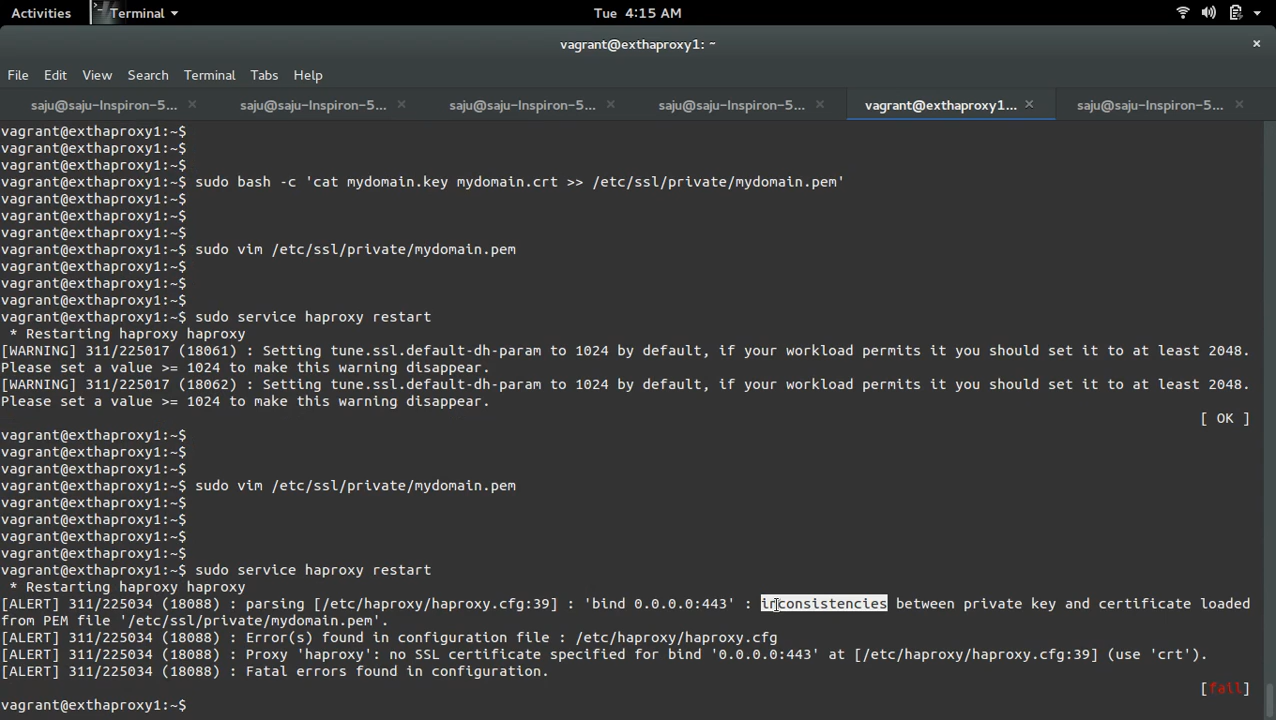 Activities Terminal Tue 4:15 AM
vagrant@exthaproxy1: ~
File Edit View Search Terminal Tabs Help
saju@saju-Inspiron-5... saju@saju-Inspiron-5... saju@saju-Inspiron-5... saju@saju-Inspiron-5... vagrant@exthaproxy1... saju@saju-Inspiron-5...
vagrant@exthaproxy1:~$
vagrant@exthaproxy1:~$
vagrant@exthaproxy1:~$
vagrant@exthaproxy1:~$ sudo bash -c 'cat mydomain.key mydomain.crt >> /etc/ssl/private/mydomain.pem'
vagrant@exthaproxy1:~$
vagrant@exthaproxy1:~$
vagrant@exthaproxy1:~$
vagrant@exthaproxy1:~$ sudo vim /etc/ssl/private/mydomain.pem
vagrant@exthaproxy1:~$
vagrant@exthaproxy1:~$
vagrant@exthaproxy1:~$
vagrant@exthaproxy1:~$ sudo service haproxy restart
 * Restarting haproxy haproxy
[WARNING] 311/225017 (18061) : Setting tune.ssl.default-dh-param to 1024 by default, if your workload permits it you should set it to at least 2048.
Please set a value >= 1024 to make this warning disappear.
[WARNING] 311/225017 (18062) : Setting tune.ssl.default-dh-param to 1024 by default, if your workload permits it you should set it to at least 2048.
Please set a value >= 1024 to make this warning disappear.
[ OK ]
vagrant@exthaproxy1:~$
vagrant@exthaproxy1:~$
vagrant@exthaproxy1:~$
vagrant@exthaproxy1:~$ sudo vim /etc/ssl/private/mydomain.pem
vagrant@exthaproxy1:~$
vagrant@exthaproxy1:~$
vagrant@exthaproxy1:~$
vagrant@exthaproxy1:~$
vagrant@exthaproxy1:~$ sudo service haproxy restart
 * Restarting haproxy haproxy
[ALERT] 311/225034 (18088) : parsing [/etc/haproxy/haproxy.cfg:39] : 'bind 0.0.0.0:443' : inconsistencies between private key and certificate loaded
from PEM file '/etc/ssl/private/mydomain.pem'.
[ALERT] 311/225034 (18088) : Error(s) found in configuration file : /etc/haproxy/haproxy.cfg
[ALERT] 311/225034 (18088) : Proxy 'haproxy': no SSL certificate specified for bind '0.0.0.0:443' at [/etc/haproxy/haproxy.cfg:39] (use 'crt').
[ALERT] 311/225034 (18088) : Fatal errors found in configuration.
[fail]
vagrant@exthaproxy1:~$